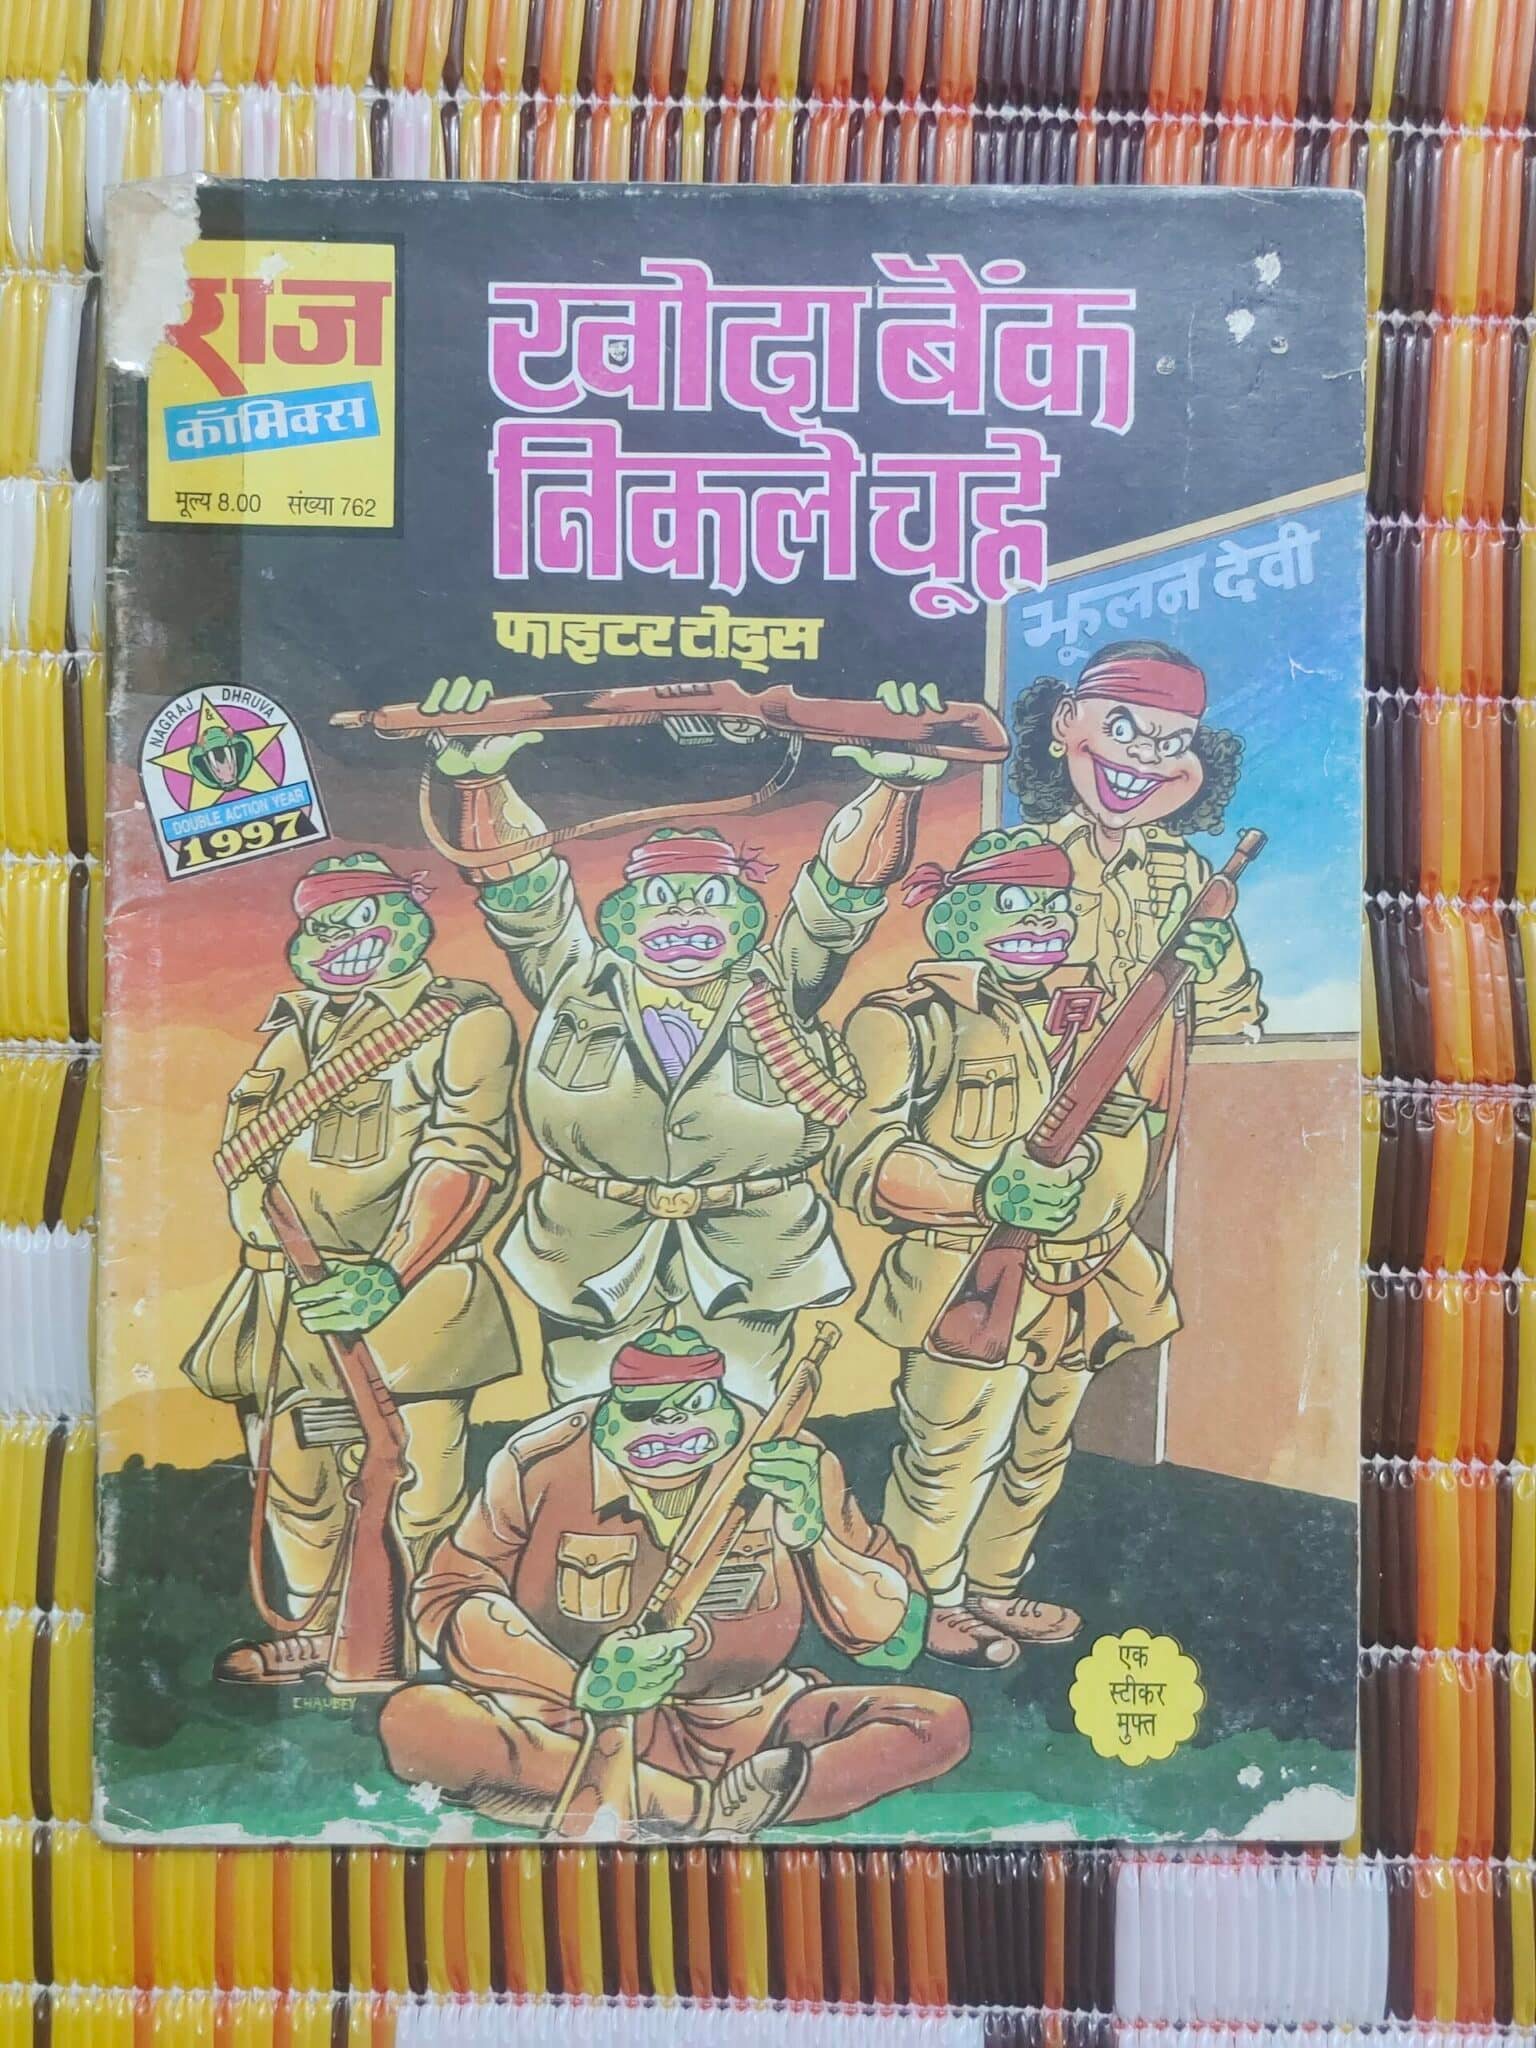 राज
कॉमिक्स
मूल्य 8.00 संख्या 762
खोदा बैंक
निकले चूहे
फाइटर टोड्स
झूलन देवी
NAGRAJ & DHRUVA
DOUBLE ACTION YEAR
1997
CHAUBEY
एक
स्टीकर
मुफ्त